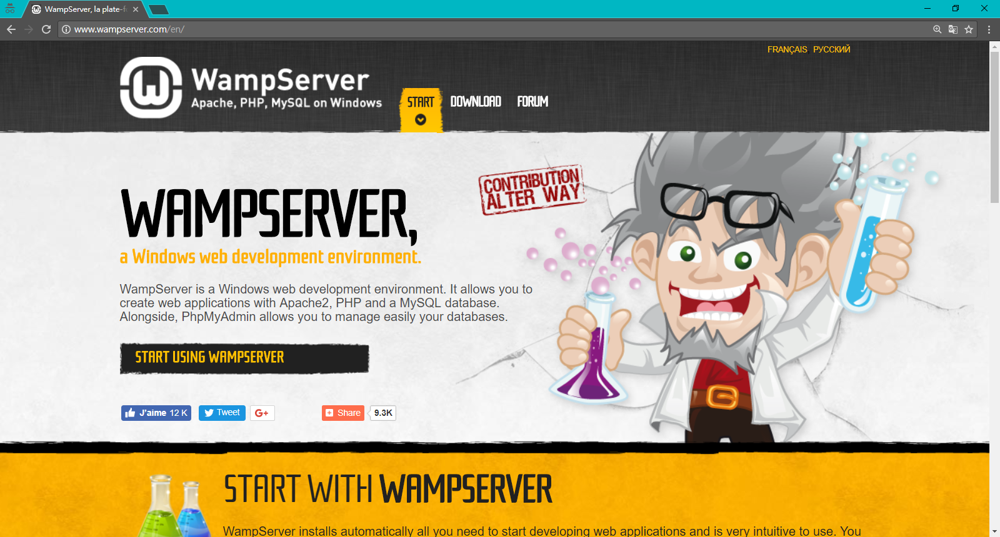 WampServer, la plate-f
www.wampserver.com/en/
FRANÇAIS РУССКИЙ
WampServer
Apache, PHP, MySQL on Windows
START DOWNLOAD FORUM
CONTRIBUTION
ALTER WAY
WAMPSERVER,
a Windows web development environment.
WampServer is a Windows web development environment. It allows you to
create web applications with Apache2, PHP and a MySQL database.
Alongside, PhpMyAdmin allows you to manage easily your databases.
START USING WAMPSERVER
J'aime 12 K Tweet G+ Share 9.3K
START WITH WAMPSERVER
WampServer installs automatically all you need to start developing web applications and is very intuitive to use. You